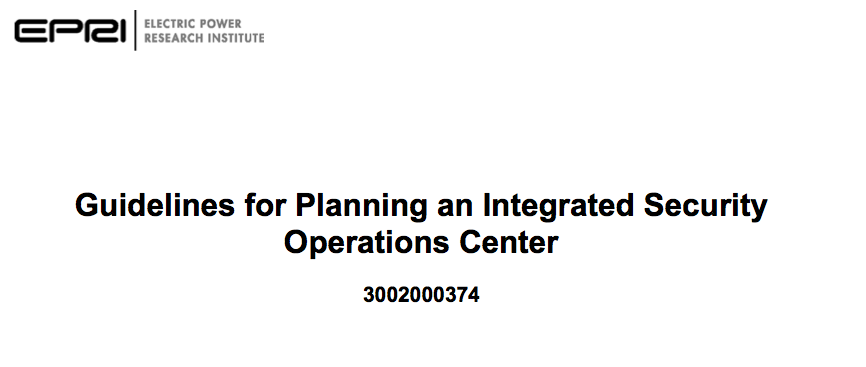 EPRI
ELECTRIC POWER
RESEARCH INSTITUTE
Guidelines for Planning an Integrated Security
Operations Center
3002000374